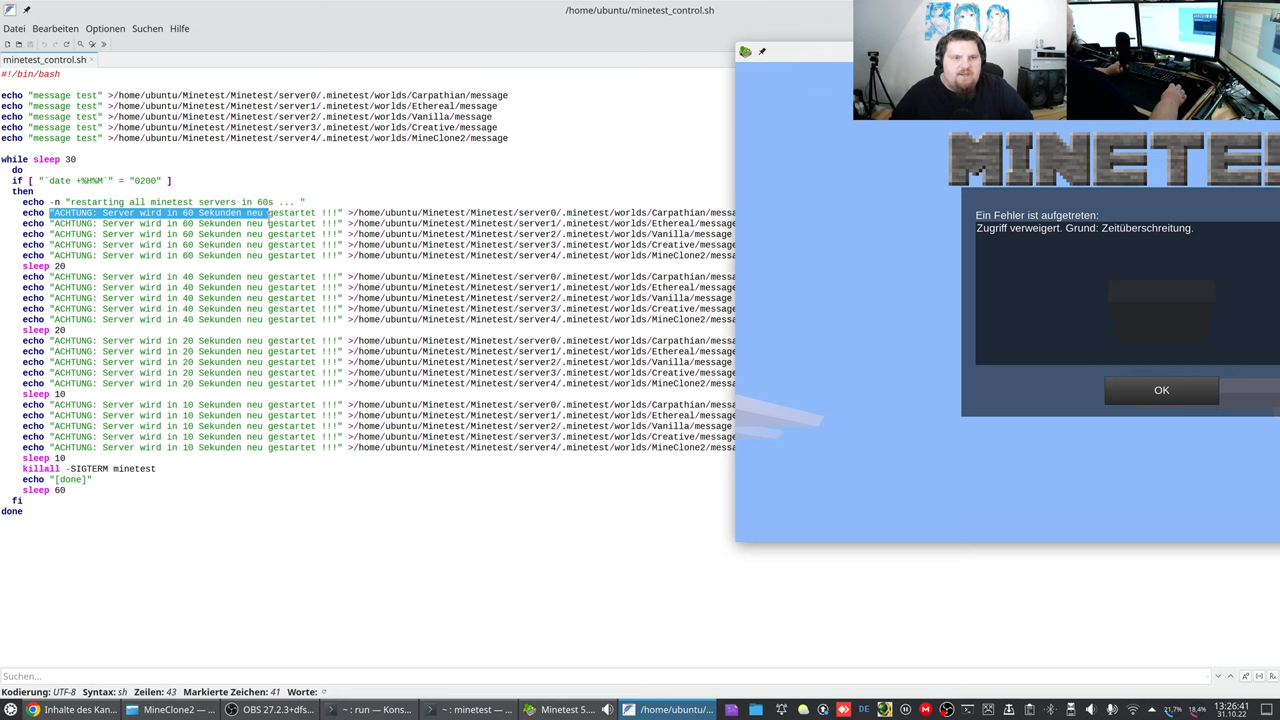 /home/ubuntu/minetest_control.sh
Datei Bearbeiten Optionen Suchen Hilfe
minetest_control.sh
#!/bin/bash
echo "message test" >/home/ubuntu/Minetest/Minetest/server0/.minetest/worlds/Carpathian/message
echo "message test" >/home/ubuntu/Minetest/Minetest/server1/.minetest/worlds/Ethereal/message
echo "message test" >/home/ubuntu/Minetest/Minetest/server2/.minetest/worlds/Vanilla/message
echo "message test" >/home/ubuntu/Minetest/Minetest/server3/.minetest/worlds/Creative/message
echo "message test" >/home/ubuntu/Minetest/Minetest/server4/.minetest/worlds/MineClone2/message
while sleep 30
do
if [ "`date +%H%M`" = "0200" ]
then
echo -n "restarting all minetest servers in 60s ... "
echo "ACHTUNG: Server wird in 60 Sekunden neu gestartet !!!" >/home/ubuntu/Minetest/Minetest/server0/.minetest/worlds/Carpathian/messa
echo "ACHTUNG: Server wird in 60 Sekunden neu gestartet !!!" >/home/ubuntu/Minetest/Minetest/server1/.minetest/worlds/Ethereal/messag
echo "ACHTUNG: Server wird in 60 Sekunden neu gestartet !!!" >/home/ubuntu/Minetest/Minetest/server2/.minetest/worlds/Vanilla/message
echo "ACHTUNG: Server wird in 60 Sekunden neu gestartet !!!" >/home/ubuntu/Minetest/Minetest/server3/.minetest/worlds/Creative/messag
echo "ACHTUNG: Server wird in 60 Sekunden neu gestartet !!!" >/home/ubuntu/Minetest/Minetest/server4/.minetest/worlds/MineClone2/messa
sleep 20
echo "ACHTUNG: Server wird in 40 Sekunden neu gestartet !!!" >/home/ubuntu/Minetest/Minetest/server0/.minetest/worlds/Carpathian/messa
echo "ACHTUNG: Server wird in 40 Sekunden neu gestartet !!!" >/home/ubuntu/Minetest/Minetest/server1/.minetest/worlds/Ethereal/messag
echo "ACHTUNG: Server wird in 40 Sekunden neu gestartet !!!" >/home/ubuntu/Minetest/Minetest/server2/.minetest/worlds/Vanilla/message
echo "ACHTUNG: Server wird in 40 Sekunden neu gestartet !!!" >/home/ubuntu/Minetest/Minetest/server3/.minetest/worlds/Creative/messag
echo "ACHTUNG: Server wird in 40 Sekunden neu gestartet !!!" >/home/ubuntu/Minetest/Minetest/server4/.minetest/worlds/MineClone2/messa
sleep 20
echo "ACHTUNG: Server wird in 20 Sekunden neu gestartet !!!" >/home/ubuntu/Minetest/Minetest/server0/.minetest/worlds/Carpathian/messa
echo "ACHTUNG: Server wird in 20 Sekunden neu gestartet !!!" >/home/ubuntu/Minetest/Minetest/server1/.minetest/worlds/Ethereal/messag
echo "ACHTUNG: Server wird in 20 Sekunden neu gestartet !!!" >/home/ubuntu/Minetest/Minetest/server2/.minetest/worlds/Vanilla/message
echo "ACHTUNG: Server wird in 20 Sekunden neu gestartet !!!" >/home/ubuntu/Minetest/Minetest/server3/.minetest/worlds/Creative/messag
echo "ACHTUNG: Server wird in 20 Sekunden neu gestartet !!!" >/home/ubuntu/Minetest/Minetest/server4/.minetest/worlds/MineClone2/messa
sleep 10
echo "ACHTUNG: Server wird in 10 Sekunden neu gestartet !!!" >/home/ubuntu/Minetest/Minetest/server0/.minetest/worlds/Carpathian/messa
echo "ACHTUNG: Server wird in 10 Sekunden neu gestartet !!!" >/home/ubuntu/Minetest/Minetest/server1/.minetest/worlds/Ethereal/messag
echo "ACHTUNG: Server wird in 10 Sekunden neu gestartet !!!" >/home/ubuntu/Minetest/Minetest/server2/.minetest/worlds/Vanilla/message
echo "ACHTUNG: Server wird in 10 Sekunden neu gestartet !!!" >/home/ubuntu/Minetest/Minetest/server3/.minetest/worlds/Creative/messag
echo "ACHTUNG: Server wird in 10 Sekunden neu gestartet !!!" >/home/ubuntu/Minetest/Minetest/server4/.minetest/worlds/MineClone2/messa
sleep 10
killall -SIGTERM minetest
echo "[done]"
sleep 60
fi
done
MINETES
Ein Fehler ist aufgetreten:
Zugriff verweigert. Grund: Zeitüberschreitung.
OK
Suchen...
Kodierung: UTF-8 Syntax: sh Zeilen: 43 Markierte Zeichen: 41 Worte:
Inhalte des Kan... MineClone2 — ... OBS 27.2.3+dfs... ~ : run — Kons... ~ : minetest — ... Minetest 5.... /home/ubuntu/... DE 21,7% 18,4% 13:26:41
31.10.22